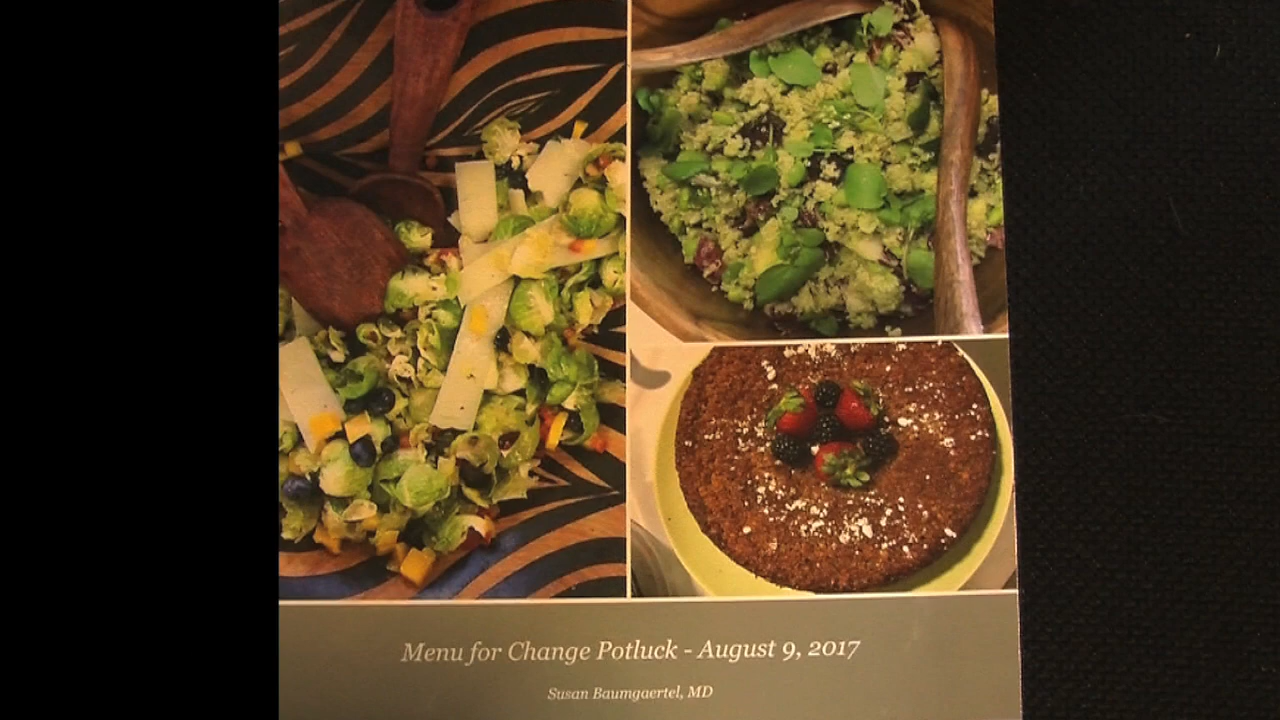 Menu for Change Potluck - August 9, 2017
Susan Baumgaertel, MD